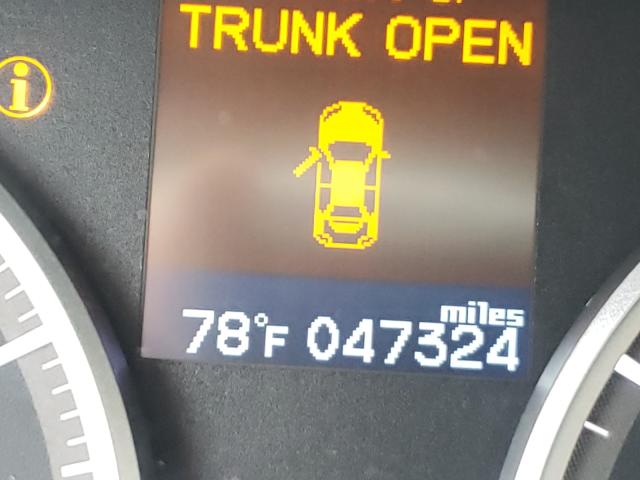 TRUNK OPEN
i
miles
78°F 047324